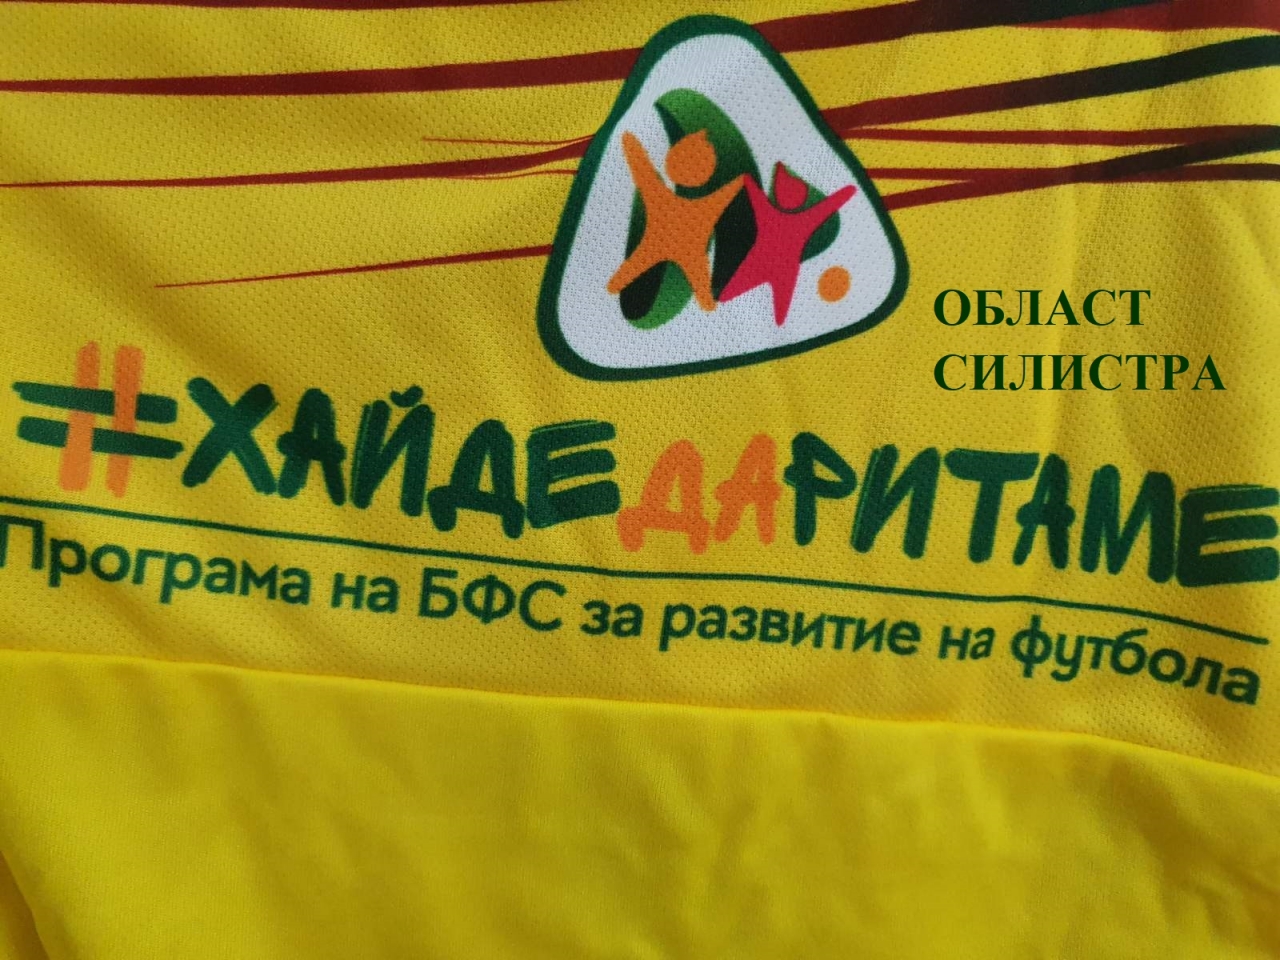 ОБЛАСТ
СИЛИСТРА
#ХАЙДЕДАРИТАМЕ
Програма на БФС за развитие на футбола